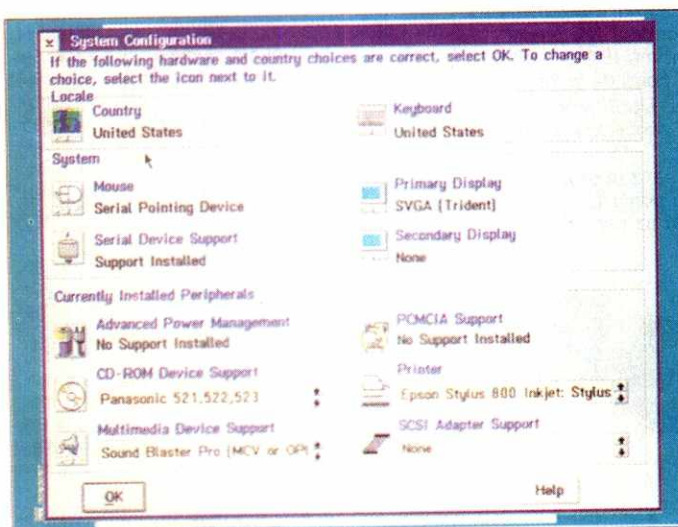 System Configuration
If the following hardware and country choices are correct, select OK. To change a
choice, select the icon next to it.
Locale
Country
United States
Keyboard
United States
System
Mouse
Serial Pointing Device
Primary Display
SVGA (Trident)
Serial Device Support
Support Installed
Secondary Display
None
Currently Installed Peripherals
Advanced Power Management
No Support Installed
PCMCIA Support
No Support Installed
CD-ROM Device Support
Panasonic 521,522,523
Printer
Epson Stylus 800 Inkjet: Stylus
Multimedia Device Support
Sound Blaster Pro (MCV or OPt
SCSI Adapter Support
None
OK
Help